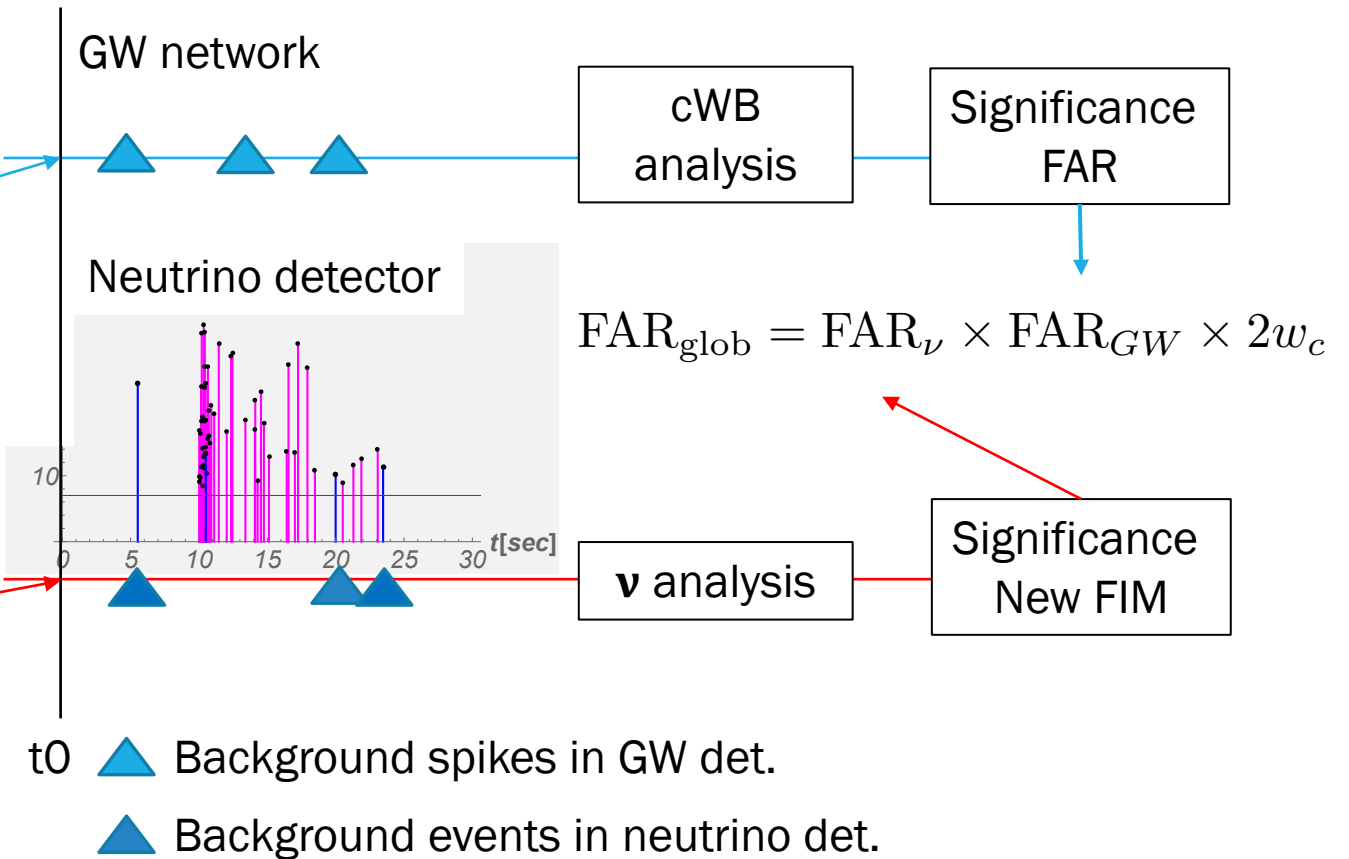 GW network
cWB
analysis
Significance
FAR
Neutrino detector
FAR_glob = FAR_ν × FAR_GW × 2w_c
10
0 5 10 15 20 25 30 t[sec]
ν analysis
Significance
New FIM
t0
Background spikes in GW det.
Background events in neutrino det.